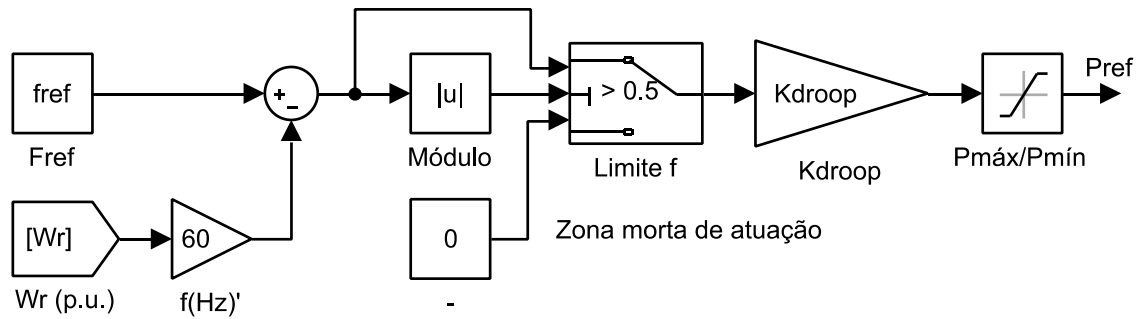 fref
Fref
[Wr]
Wr (p.u.)
60
f(Hz)'
+
-
|u|
Módulo
0
-
> 0.5
Limite f
Zona morta de atuação
Kdroop
Kdroop
Pmáx/Pmín
Pref